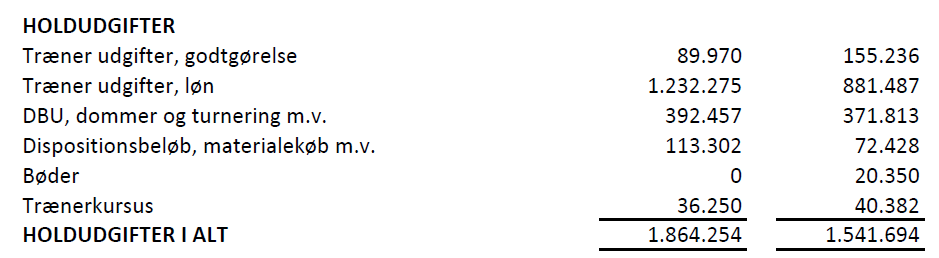 HOLDUDGIFTER
Træner udgifter, godtgørelse 89.970 155.236
Træner udgifter, løn 1.232.275 881.487
DBU, dommer og turnering m.v. 392.457 371.813
Dispositionsbeløb, materialekøb m.v. 113.302 72.428
Bøder 0 20.350
Trænerkursus 36.250 40.382
HOLDUDGIFTER I ALT 1.864.254 1.541.694